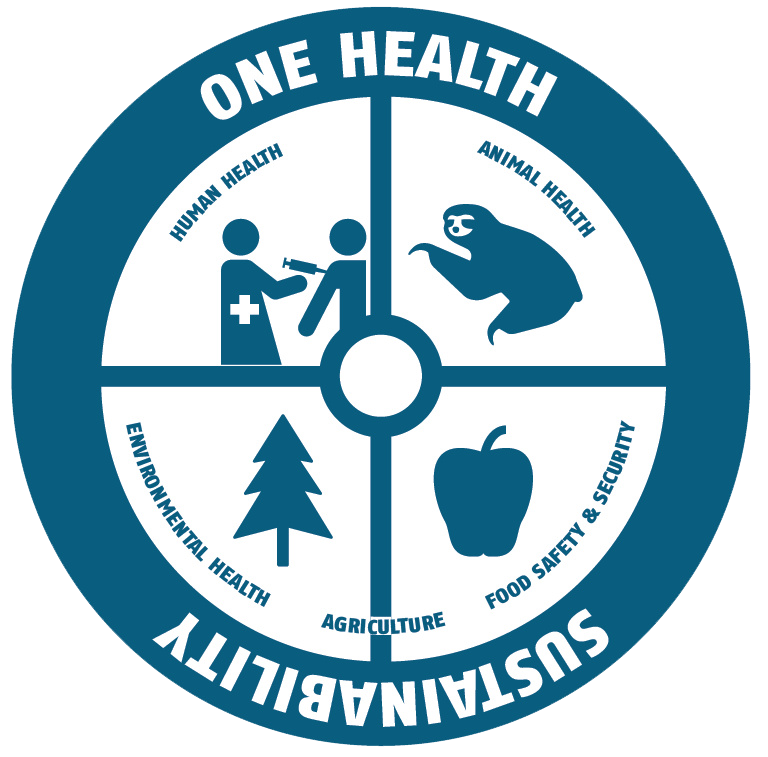 ONE HEALTH
HUMAN HEALTH
ANIMAL HEALTH
ENVIRONMENTAL HEALTH
FOOD SAFETY & SECURITY
AGRICULTURE
SUSTAINABILITY